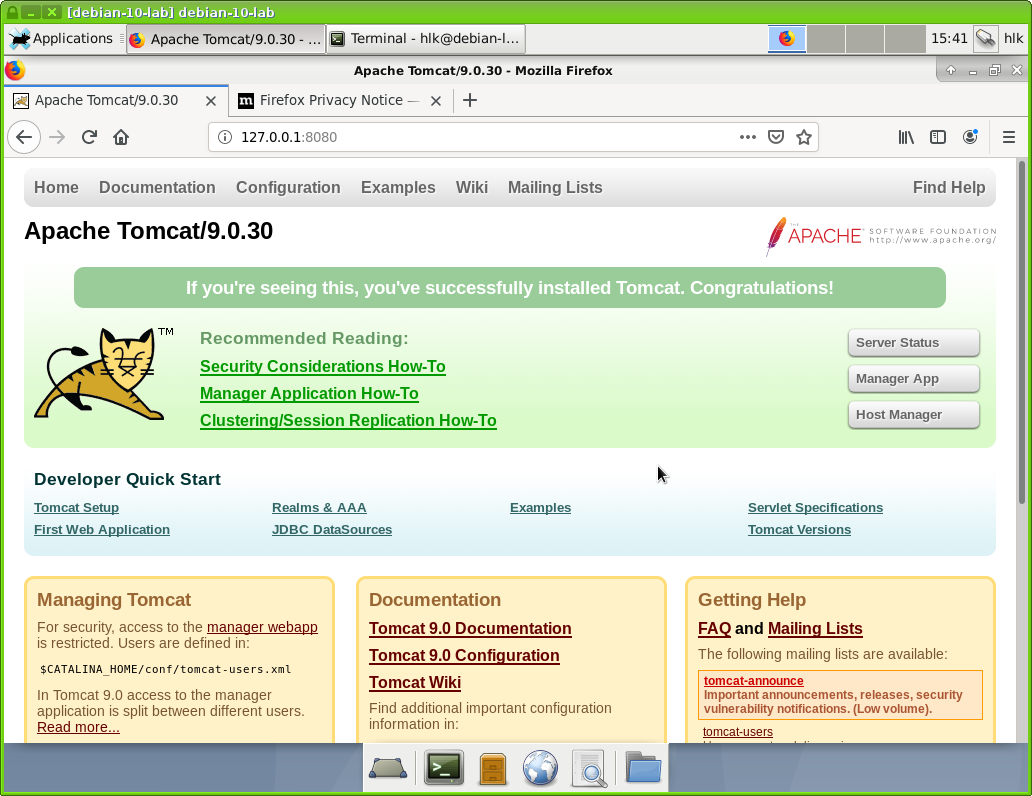 [debian-10-lab] debian-10-lab
Applications Apache Tomcat/9.0.30 - ... Terminal - hlk@debian-l... 15:41 hlk
Apache Tomcat/9.0.30 - Mozilla Firefox
Apache Tomcat/9.0.30 Firefox Privacy Notice —
127.0.0.1:8080
Home Documentation Configuration Examples Wiki Mailing Lists Find Help
Apache Tomcat/9.0.30
THE APACHE SOFTWARE FOUNDATION
http://www.apache.org/
If you're seeing this, you've successfully installed Tomcat. Congratulations!
TM
Recommended Reading:
Security Considerations How-To
Manager Application How-To
Clustering/Session Replication How-To
Server Status
Manager App
Host Manager
Developer Quick Start
Tomcat Setup Realms & AAA Examples Servlet Specifications
First Web Application JDBC DataSources Tomcat Versions
Managing Tomcat
For security, access to the manager webapp
is restricted. Users are defined in:
$CATALINA_HOME/conf/tomcat-users.xml
In Tomcat 9.0 access to the manager
application is split between different users.
Read more...
Documentation
Tomcat 9.0 Documentation
Tomcat 9.0 Configuration
Tomcat Wiki
Find additional important configuration
information in:
Getting Help
FAQ and Mailing Lists
The following mailing lists are available:
tomcat-announce
Important announcements, releases, security
vulnerability notifications. (Low volume).
tomcat-users